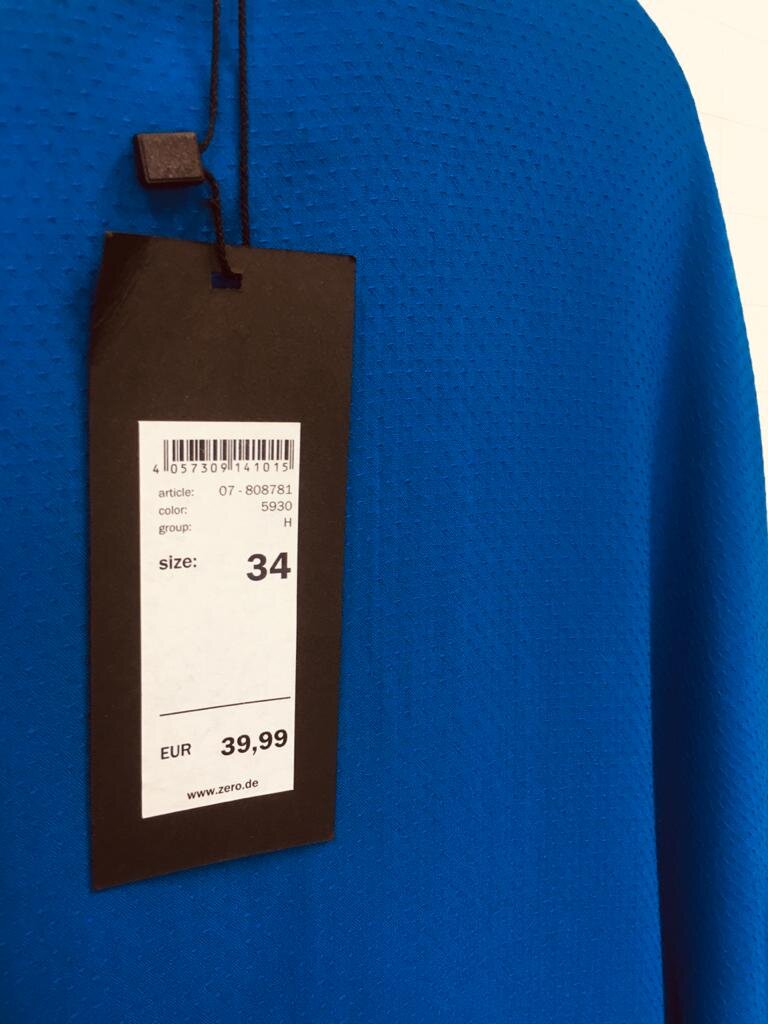 4 057309 141015
article: 07 - 808781
color: 5930
group: H
size: 34
EUR 39,99
www.zero.de